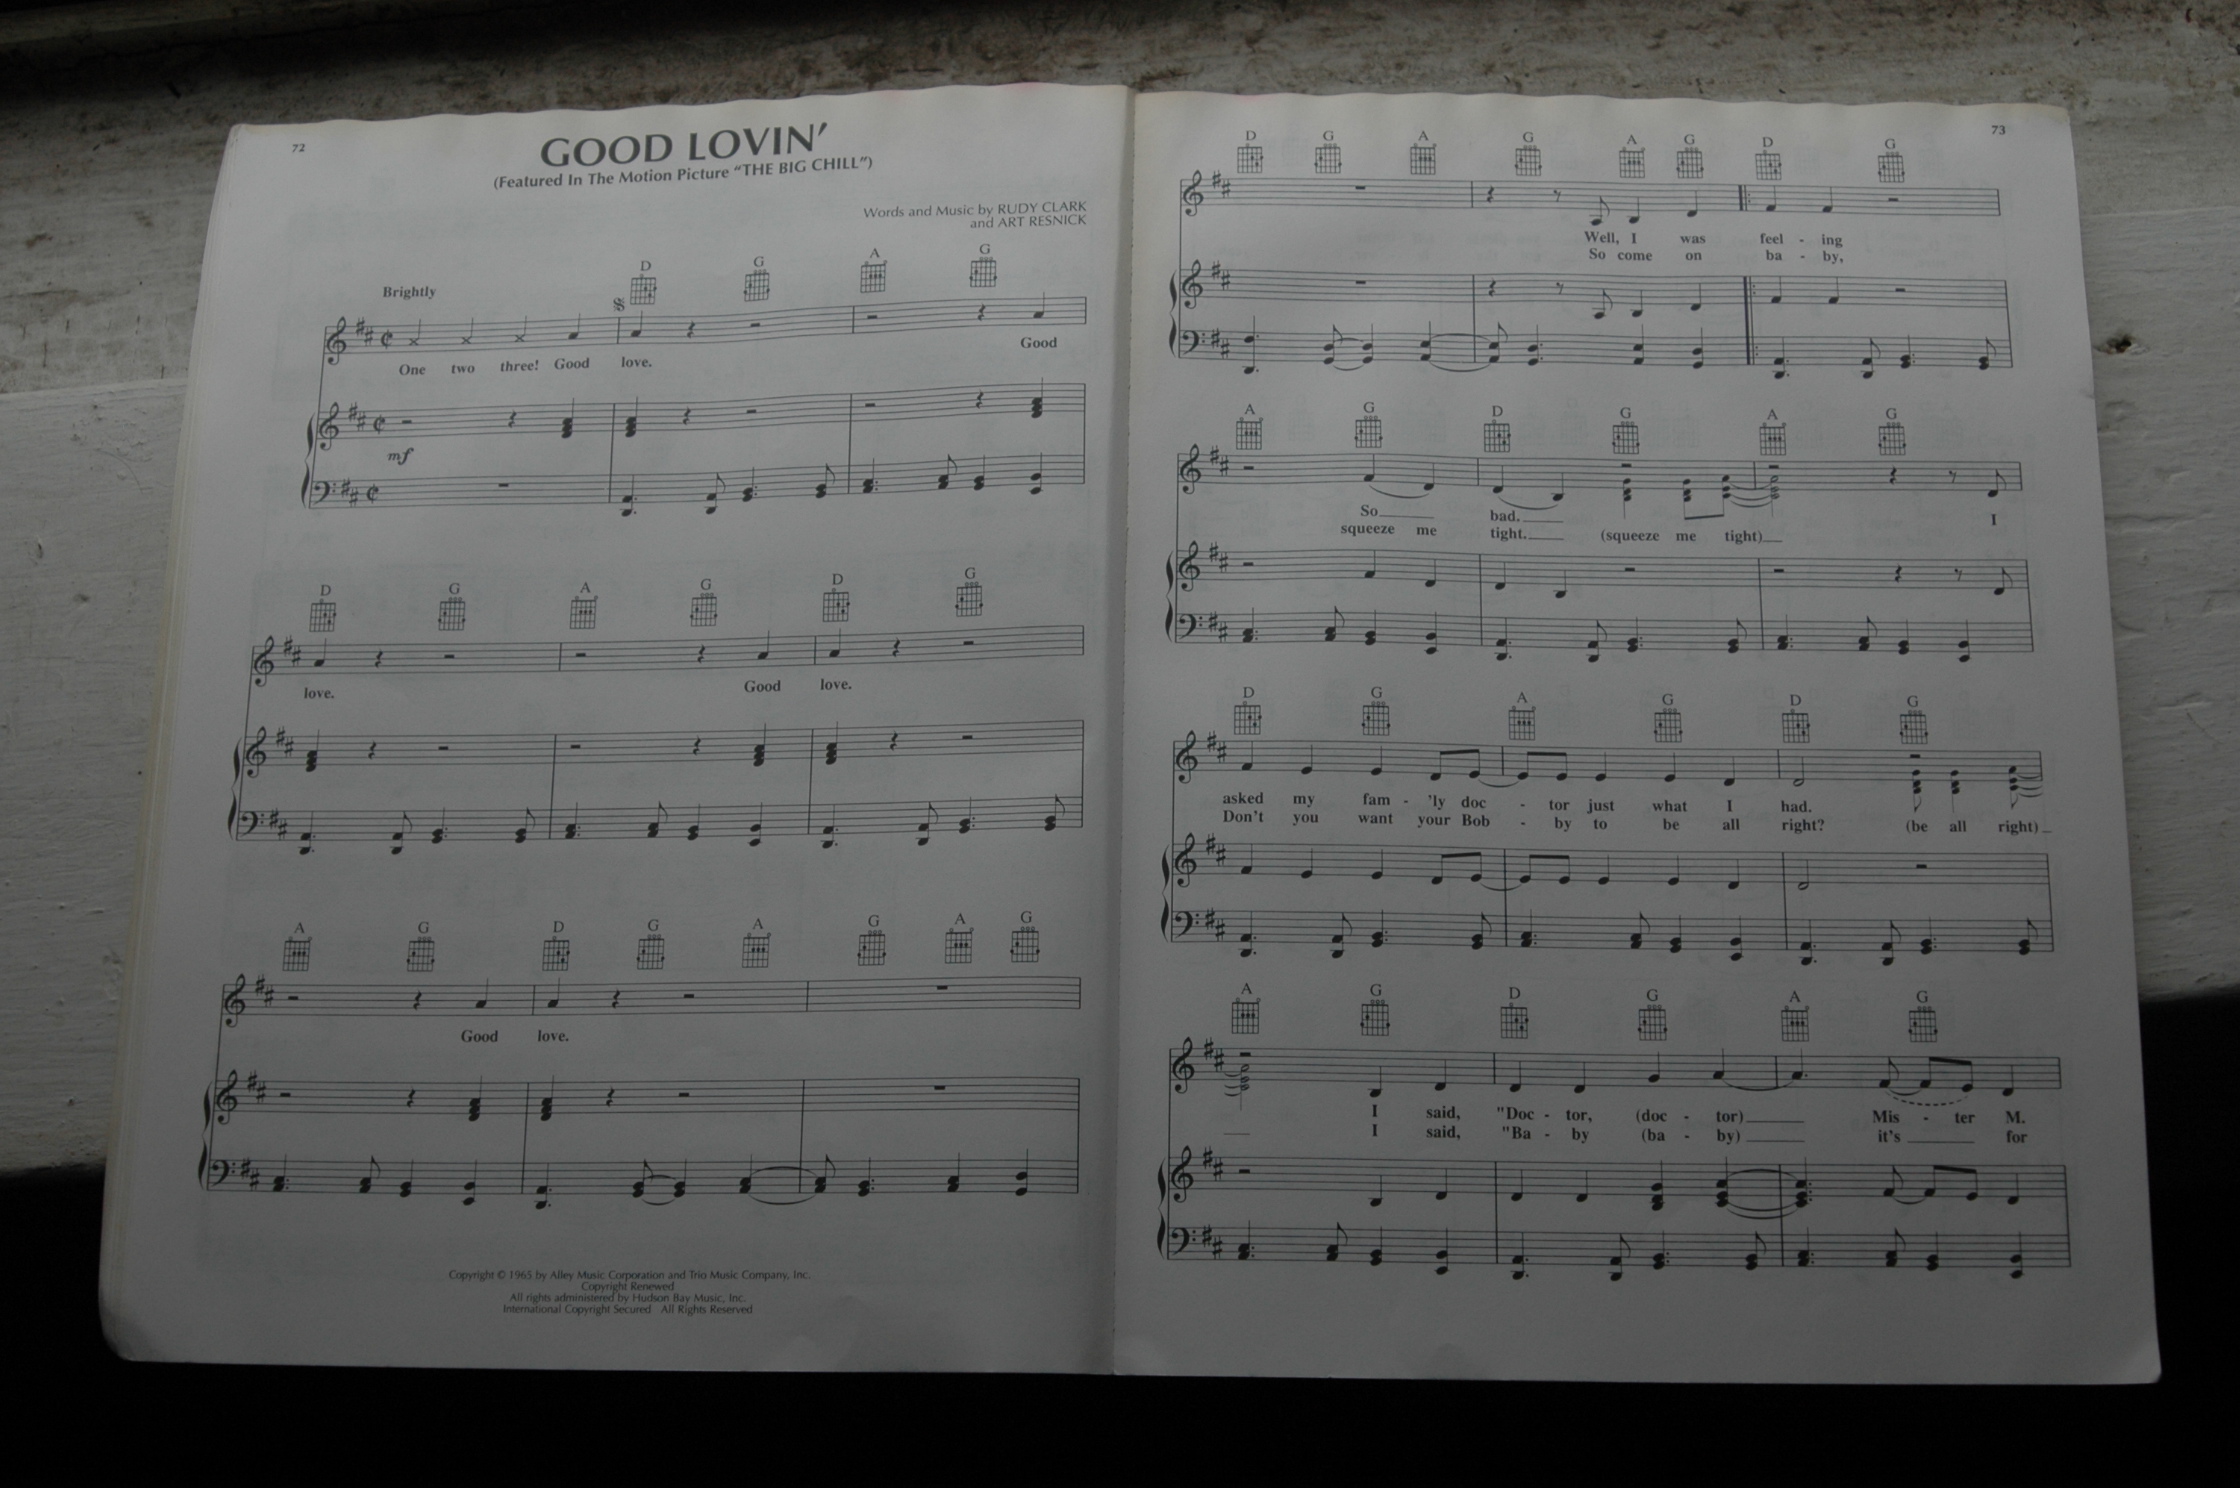 72
GOOD LOVIN'
(Featured In The Motion Picture "THE BIG CHILL")
Words and Music by RUDY CLARK
and ART RESNICK
Brightly
D G A G
One two three! Good love. Good
mf
D G A G D G
love. Good love.
A G D G A G A G
Good love.
Copyright © 1965 by Alley Music Corporation and Trio Music Company, Inc.
Copyright Renewed
All rights administered by Hudson Bay Music, Inc.
International Copyright Secured All Rights Reserved
73
D G A G A G D G
Well, I was feel - ing
So come on ba - by,
A G D G A G
So bad. I
squeeze me tight. (squeeze me tight)
D G A G D G
asked my fam - 'ly doc - tor just what I had.
Don't you want your Bob - by to be all right? (be all right)
A G D G A G
I said, "Doc - tor, (doc - tor) Mis - ter M.
I said, "Ba - by (ba - by) it's for